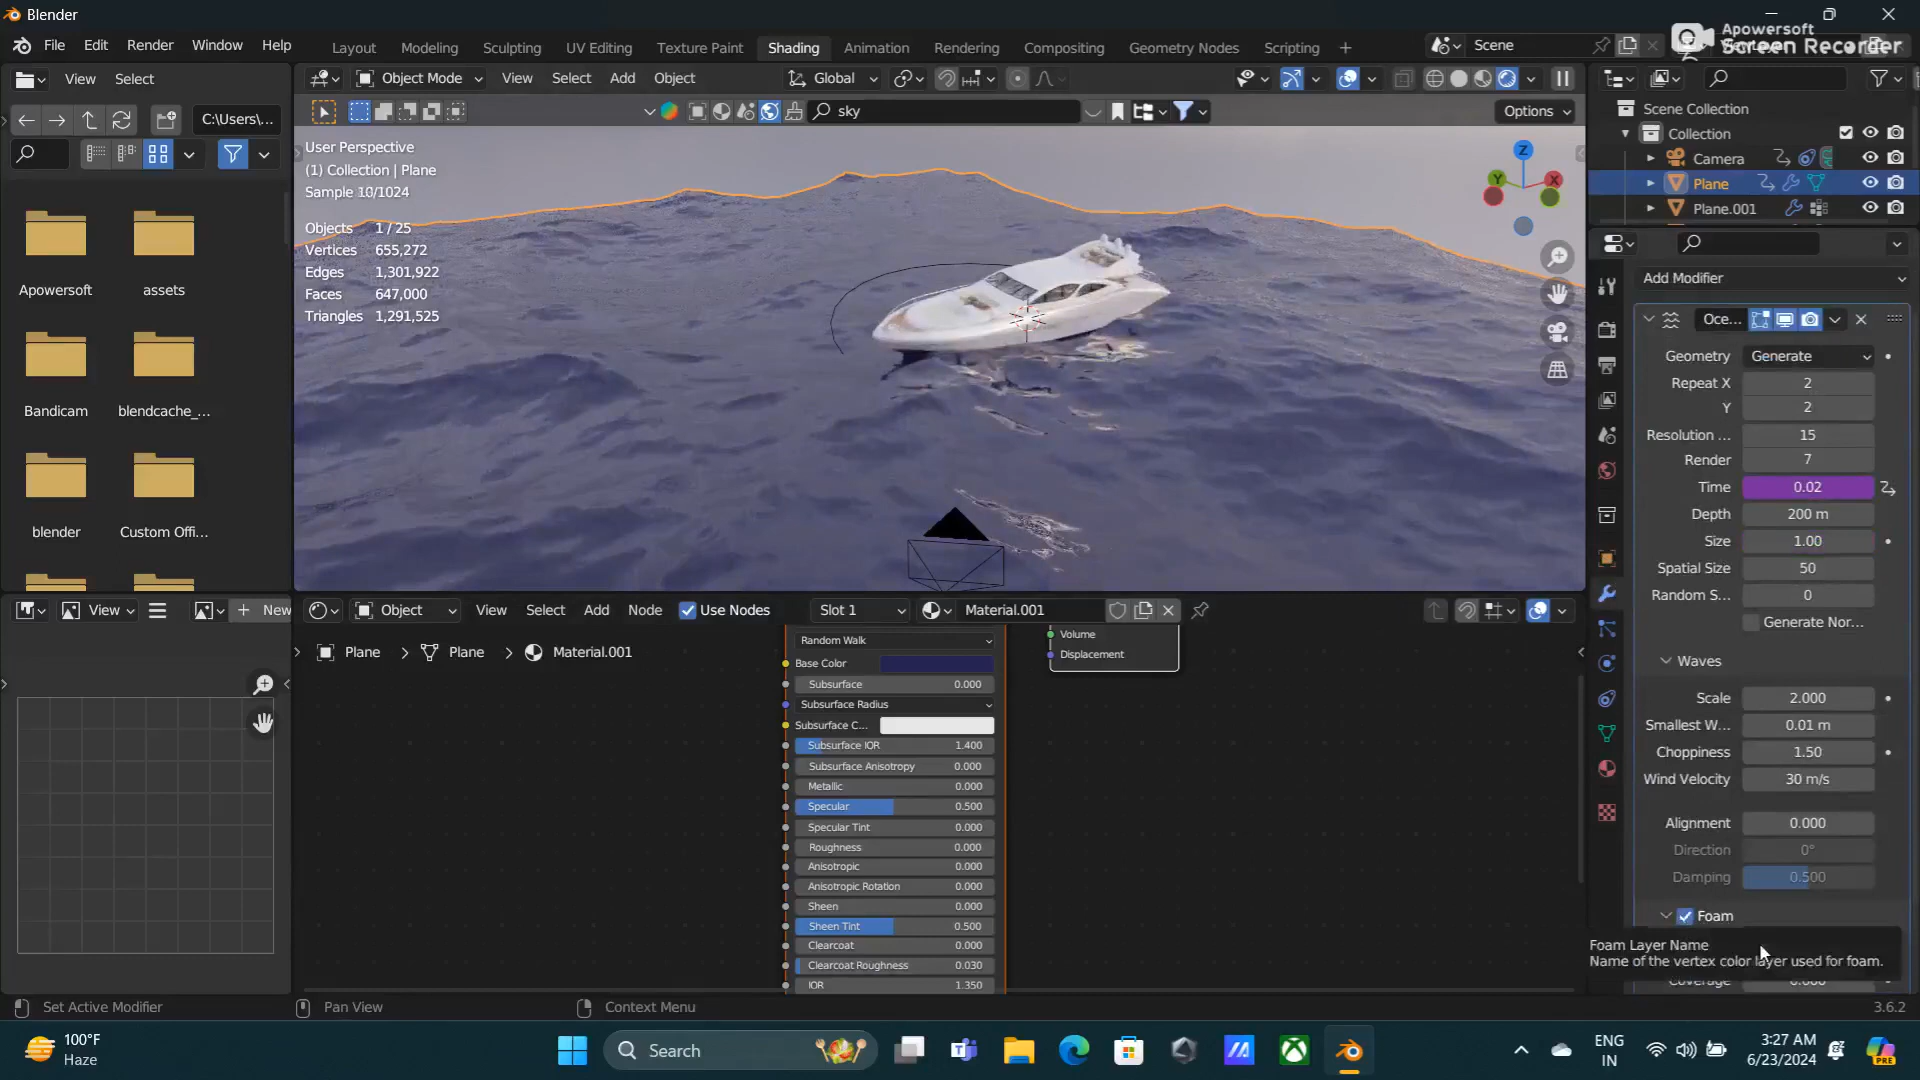 Blender
Apowersoft
Screen Recorder
File Edit Render Window Help
Layout Modeling Sculpting UV Editing Texture Paint Shading Animation Rendering Compositing Geometry Nodes Scripting +
Scene
View Select
Object Mode View Select Add Object Global
C:\Users\...
sky
Options
User Perspective
(1) Collection | Plane
Sample 10/1024
Objects 1 / 25
Vertices 655,272
Edges 1,301,922
Faces 647,000
Triangles 1,291,525
Z
Y
X
Apowersoft assets
Bandicam blendcache_...
blender Custom Offi...
Scene Collection
Collection
Camera
Plane
Plane.001
Add Modifier
Oce...
Geometry Generate
Repeat X 2
Y 2
Resolution ... 15
Render 7
Time 0.02
Depth 200 m
Size 1.00
Spatial Size 50
Random S... 0
Generate Nor...
Waves
Scale 2.000
Smallest W... 0.01 m
Choppiness 1.50
Wind Velocity 30 m/s
Alignment 0.000
Direction 0°
Damping 0.500
Foam
Foam Layer Name
Name of the vertex color layer used for foam.
Coverage 0.000
View + New
Object View Select Add Node Use Nodes Slot 1 Material.001
Plane > Plane > Material.001
Random Walk
Base Color
Subsurface 0.000
Subsurface Radius
Subsurface C...
Subsurface IOR 1.400
Subsurface Anisotropy 0.000
Metallic 0.000
Specular 0.500
Specular Tint 0.000
Roughness 0.000
Anisotropic 0.000
Anisotropic Rotation 0.000
Sheen 0.000
Sheen Tint 0.500
Clearcoat 0.000
Clearcoat Roughness 0.030
IOR 1.350
Volume
Displacement
Set Active Modifier Pan View Context Menu 3.6.2
100°F
Haze
Search
ENG
IN
3:27 AM
6/23/2024
PRE